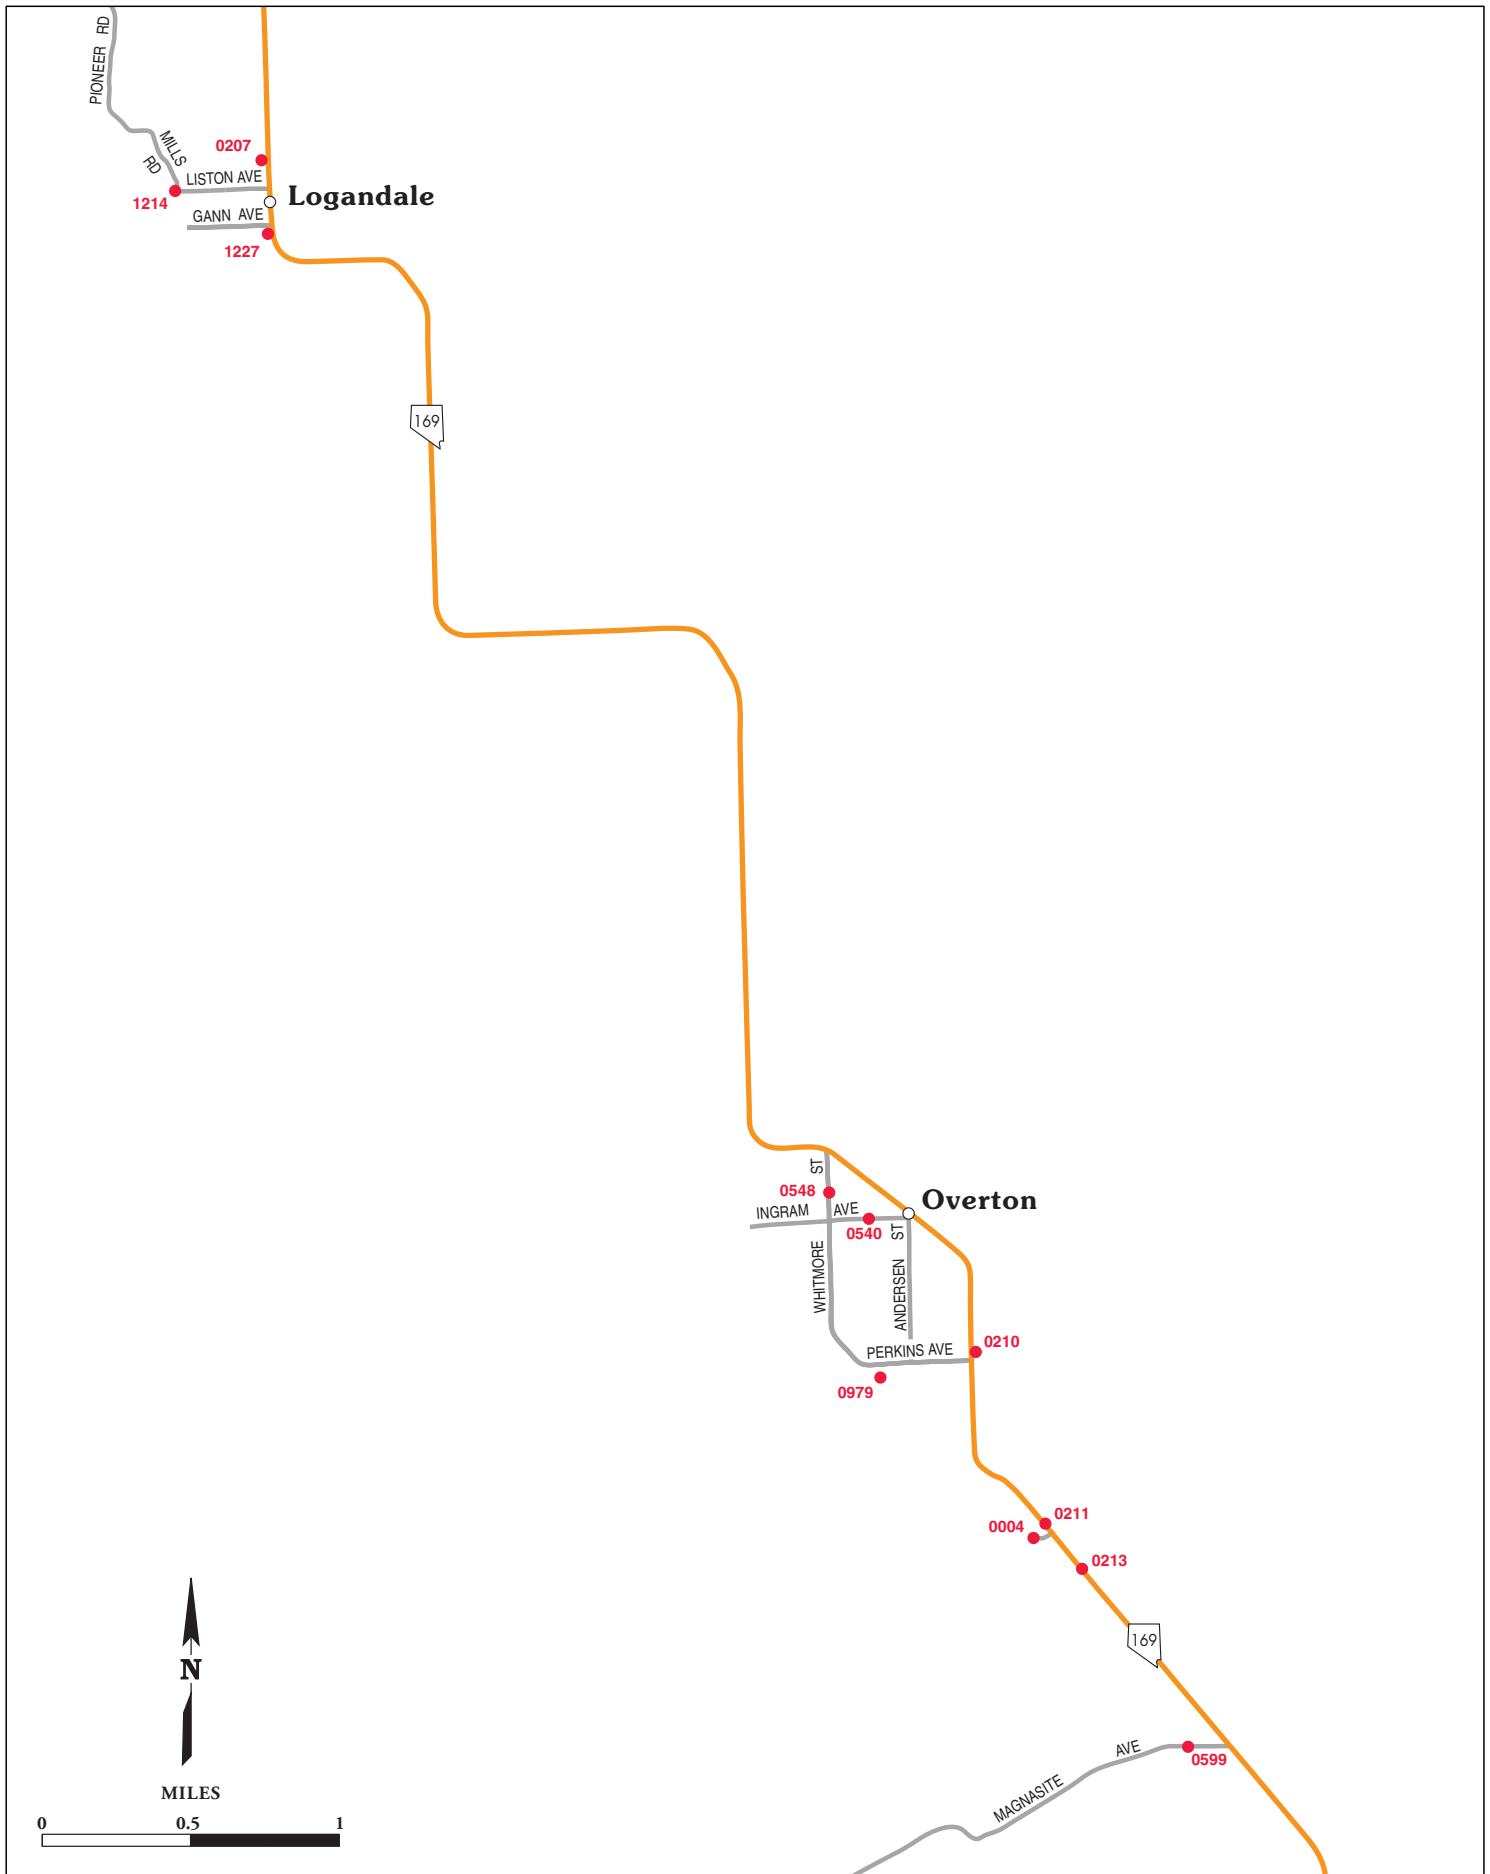 PIONEER RD
MILLS RD
0207
LISTON AVE
1214
Logandale
GANN AVE
1227
169
ST
0548
INGRAM AVE
Overton
0540
ST
WHITMORE
ANDERSEN
0210
PERKINS AVE
0979
0211
0004
0213
169
N
AVE
0599
MAGNASITE
MILES
0 0.5 1